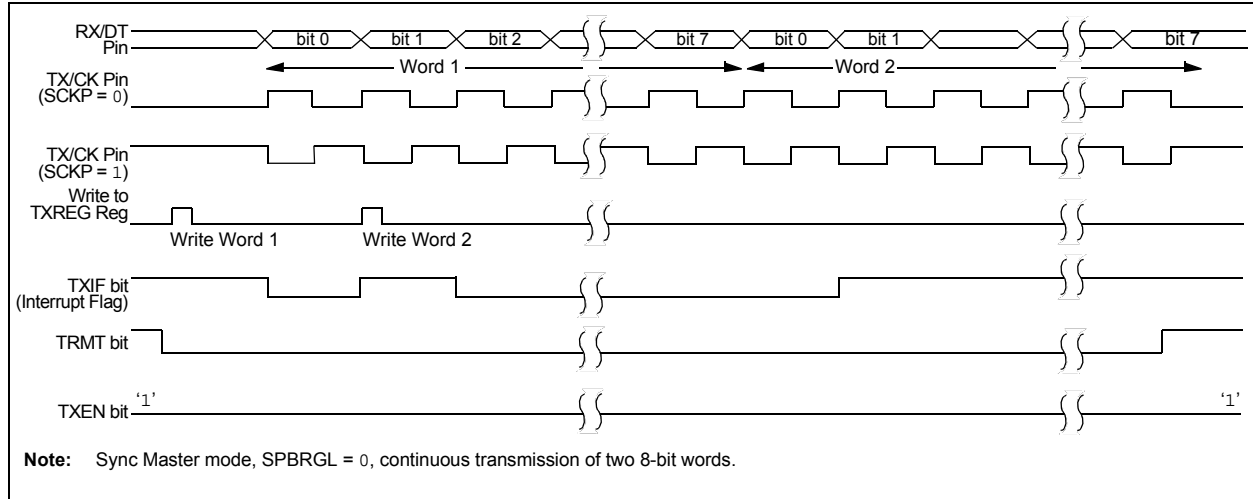 RX/DT
Pin
bit 0 bit 1 bit 2 bit 7 bit 0 bit 1 bit 7
Word 1 Word 2
TX/CK Pin
(SCKP = 0)
TX/CK Pin
(SCKP = 1)
Write to
TXREG Reg
Write Word 1 Write Word 2
TXIF bit
(Interrupt Flag)
TRMT bit
TXEN bit ‘1’ ‘1’
Note: Sync Master mode, SPBRGL = 0, continuous transmission of two 8-bit words.